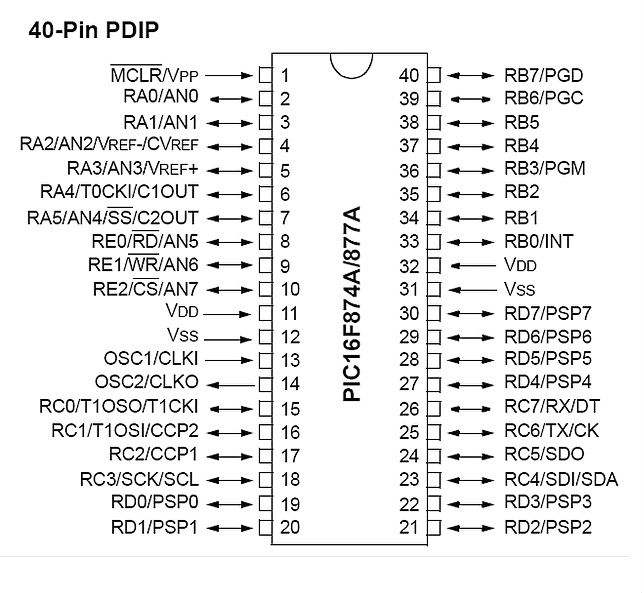 40-Pin PDIP
MCLR/VPP 1 40 RB7/PGD
RA0/AN0 2 39 RB6/PGC
RA1/AN1 3 38 RB5
RA2/AN2/VREF-/CVREF 4 37 RB4
RA3/AN3/VREF+ 5 36 RB3/PGM
RA4/T0CKI/C1OUT 6 35 RB2
RA5/AN4/SS/C2OUT 7 34 RB1
RE0/RD/AN5 8 33 RB0/INT
RE1/WR/AN6 9 32 VDD
RE2/CS/AN7 10 31 VSS
VDD 11 30 RD7/PSP7
VSS 12 29 RD6/PSP6
OSC1/CLKI 13 28 RD5/PSP5
OSC2/CLKO 14 27 RD4/PSP4
RC0/T1OSO/T1CKI 15 26 RC7/RX/DT
RC1/T1OSI/CCP2 16 25 RC6/TX/CK
RC2/CCP1 17 24 RC5/SDO
RC3/SCK/SCL 18 23 RC4/SDI/SDA
RD0/PSP0 19 22 RD3/PSP3
RD1/PSP1 20 21 RD2/PSP2
PIC16F874A/877A